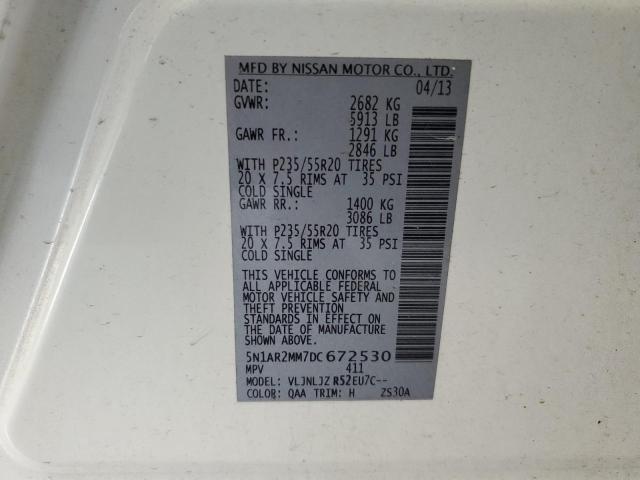 MFD BY NISSAN MOTOR CO., LTD.
DATE: 04/13
GVWR: 2682 KG
5913 LB
GAWR FR.: 1291 KG
2846 LB
WITH P235/55R20 TIRES
20 X 7.5 RIMS AT 35 PSI
COLD SINGLE
GAWR RR.: 1400 KG
3086 LB
WITH P235/55R20 TIRES
20 X 7.5 RIMS AT 35 PSI
COLD SINGLE
THIS VEHICLE CONFORMS TO
ALL APPLICABLE FEDERAL
MOTOR VEHICLE SAFETY AND
THEFT PREVENTION
STANDARDS IN EFFECT ON
THE DATE OF MANUFACTURE
SHOWN ABOVE.
5N1AR2MM7DC672530
MPV 411
MODEL: VLJNLJZ R52EU7C--
COLOR: QAA TRIM: H ZS30A